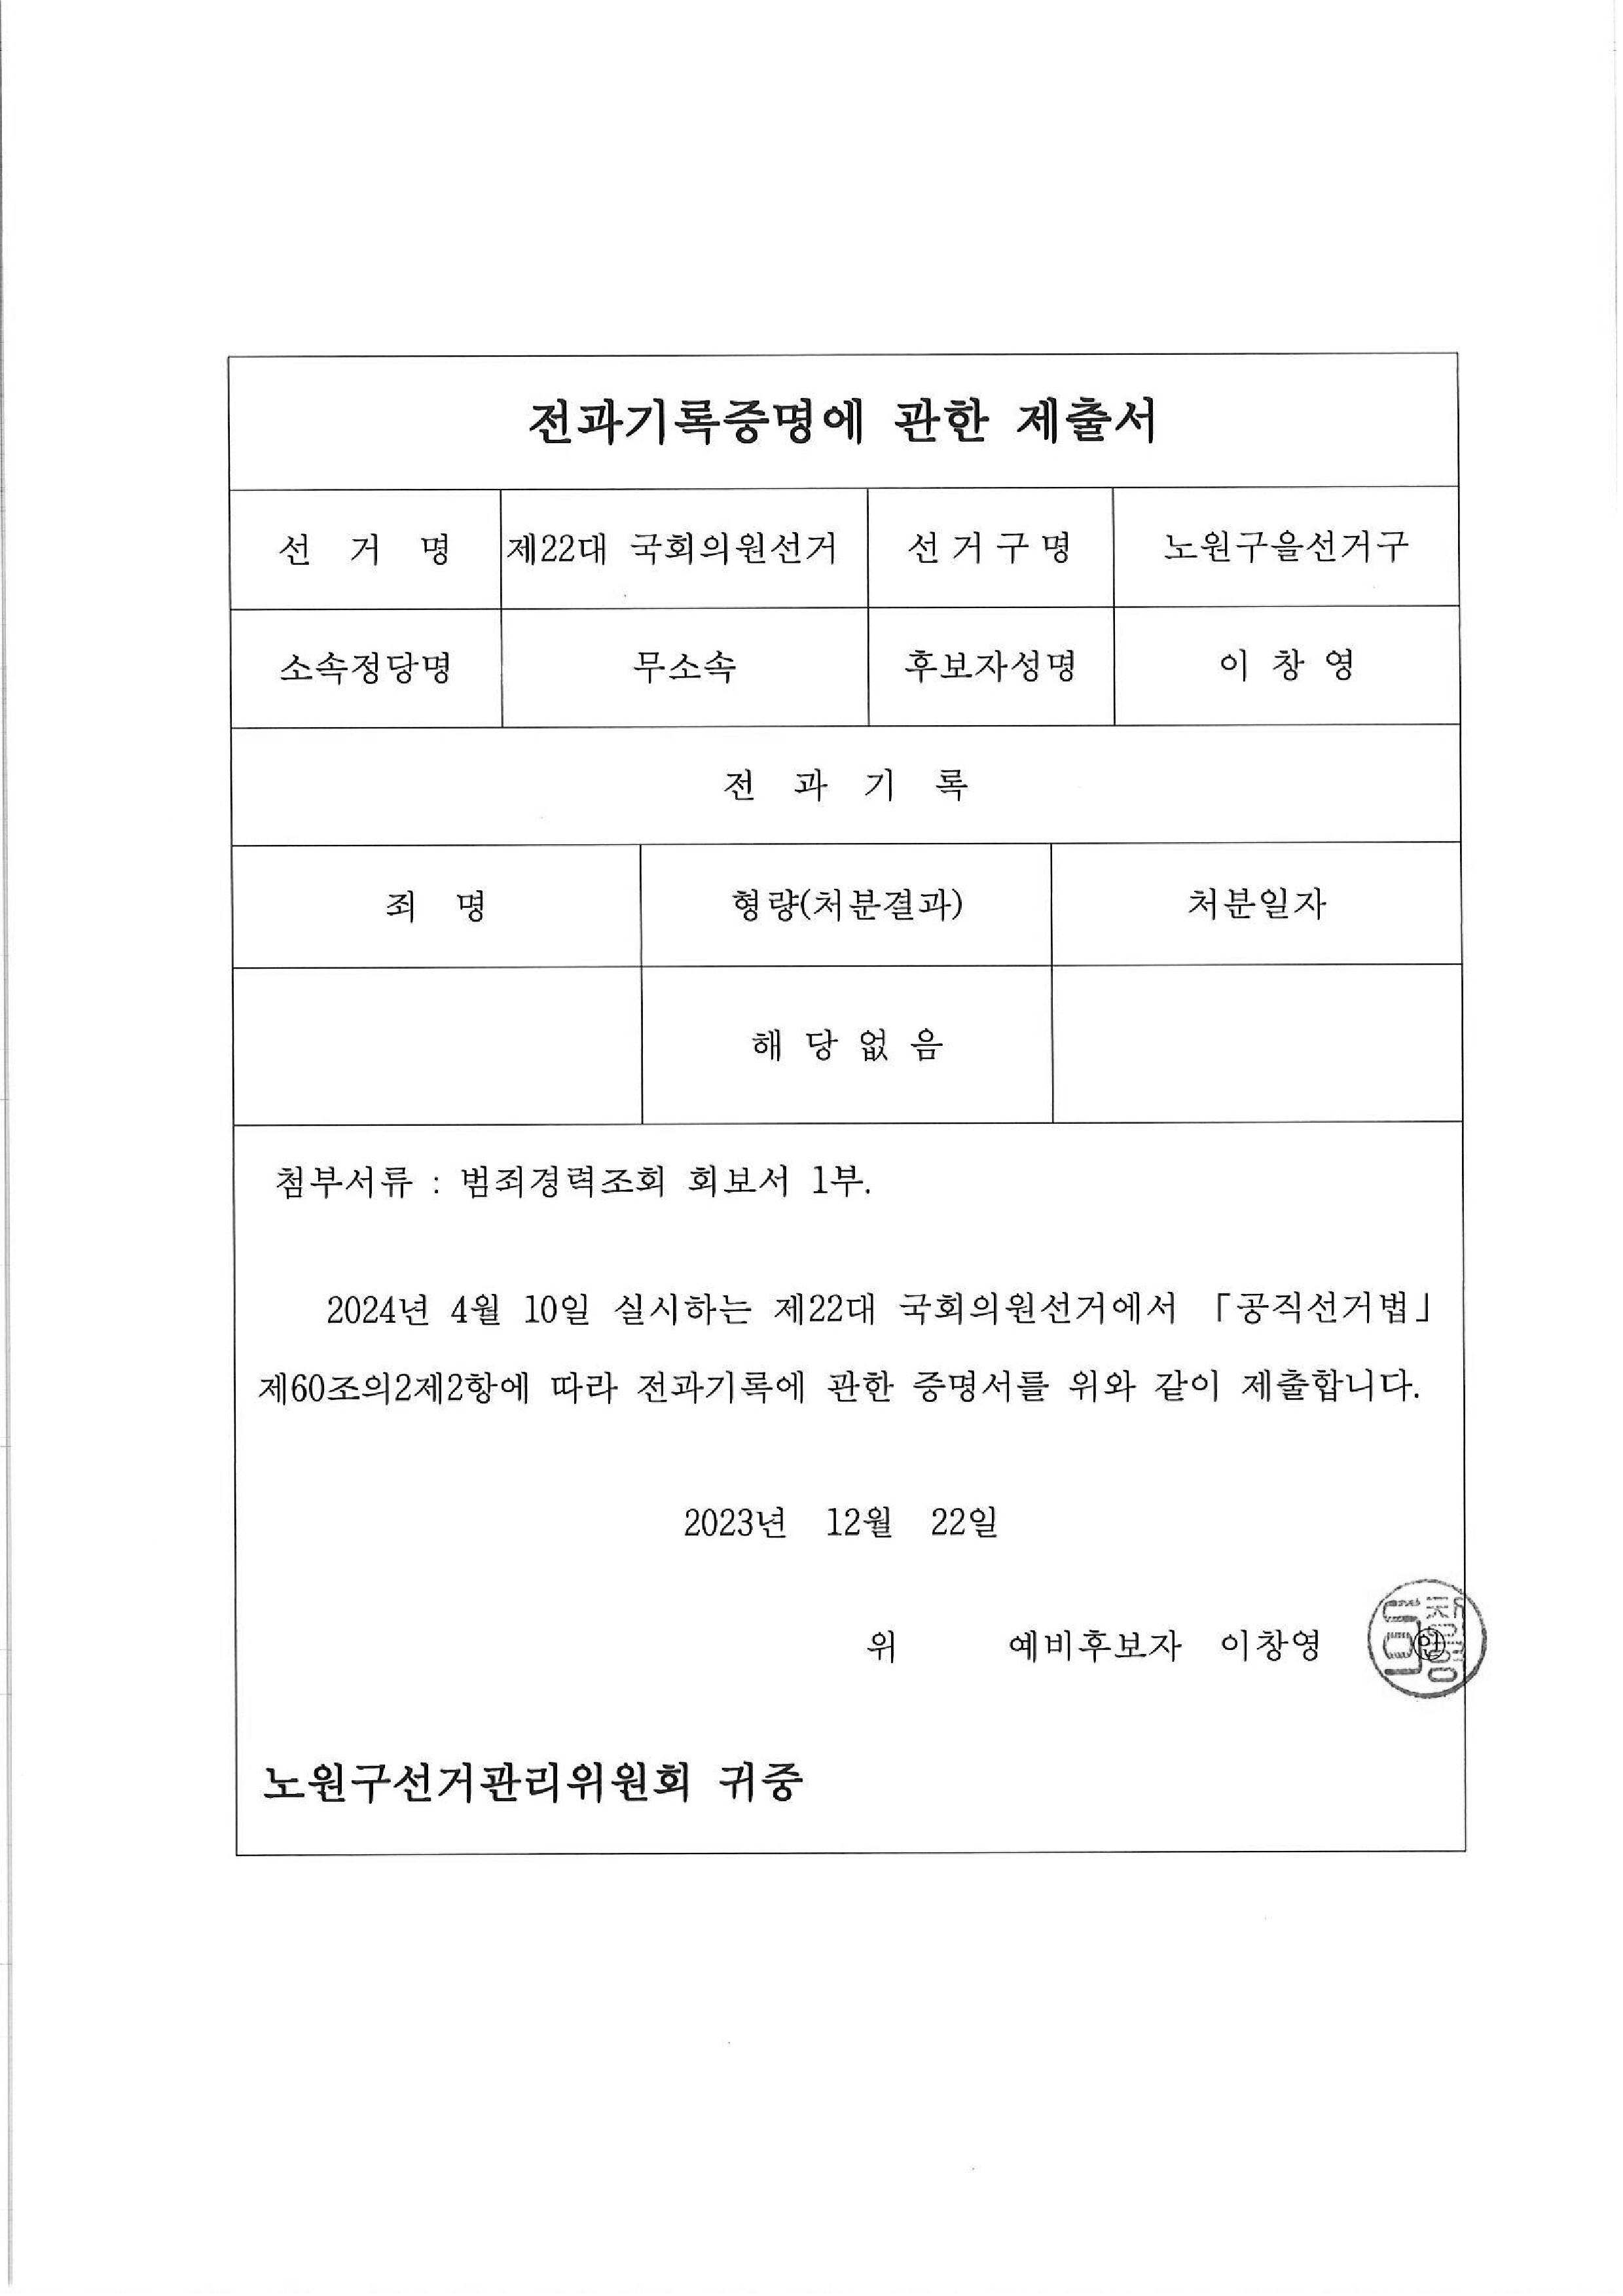 전과기록증명에 관한 제출서
선 거 명 제22대 국회의원선거 선 거 구 명 노원구을선거구
소속정당명 무소속 후보자성명 이 창 영
전 과 기 록
죄 명 형량(처분결과) 처분일자
해 당 없 음
첨부서류 : 범죄경력조회 회보서 1부.
2024년 4월 10일 실시하는 제22대 국회의원선거에서 「공직선거법」
제60조의2제2항에 따라 전과기록에 관한 증명서를 위와 같이 제출합니다.
2023년 12월 22일
위 예비후보자 이창영 ㊞
노원구선거관리위원회 귀중